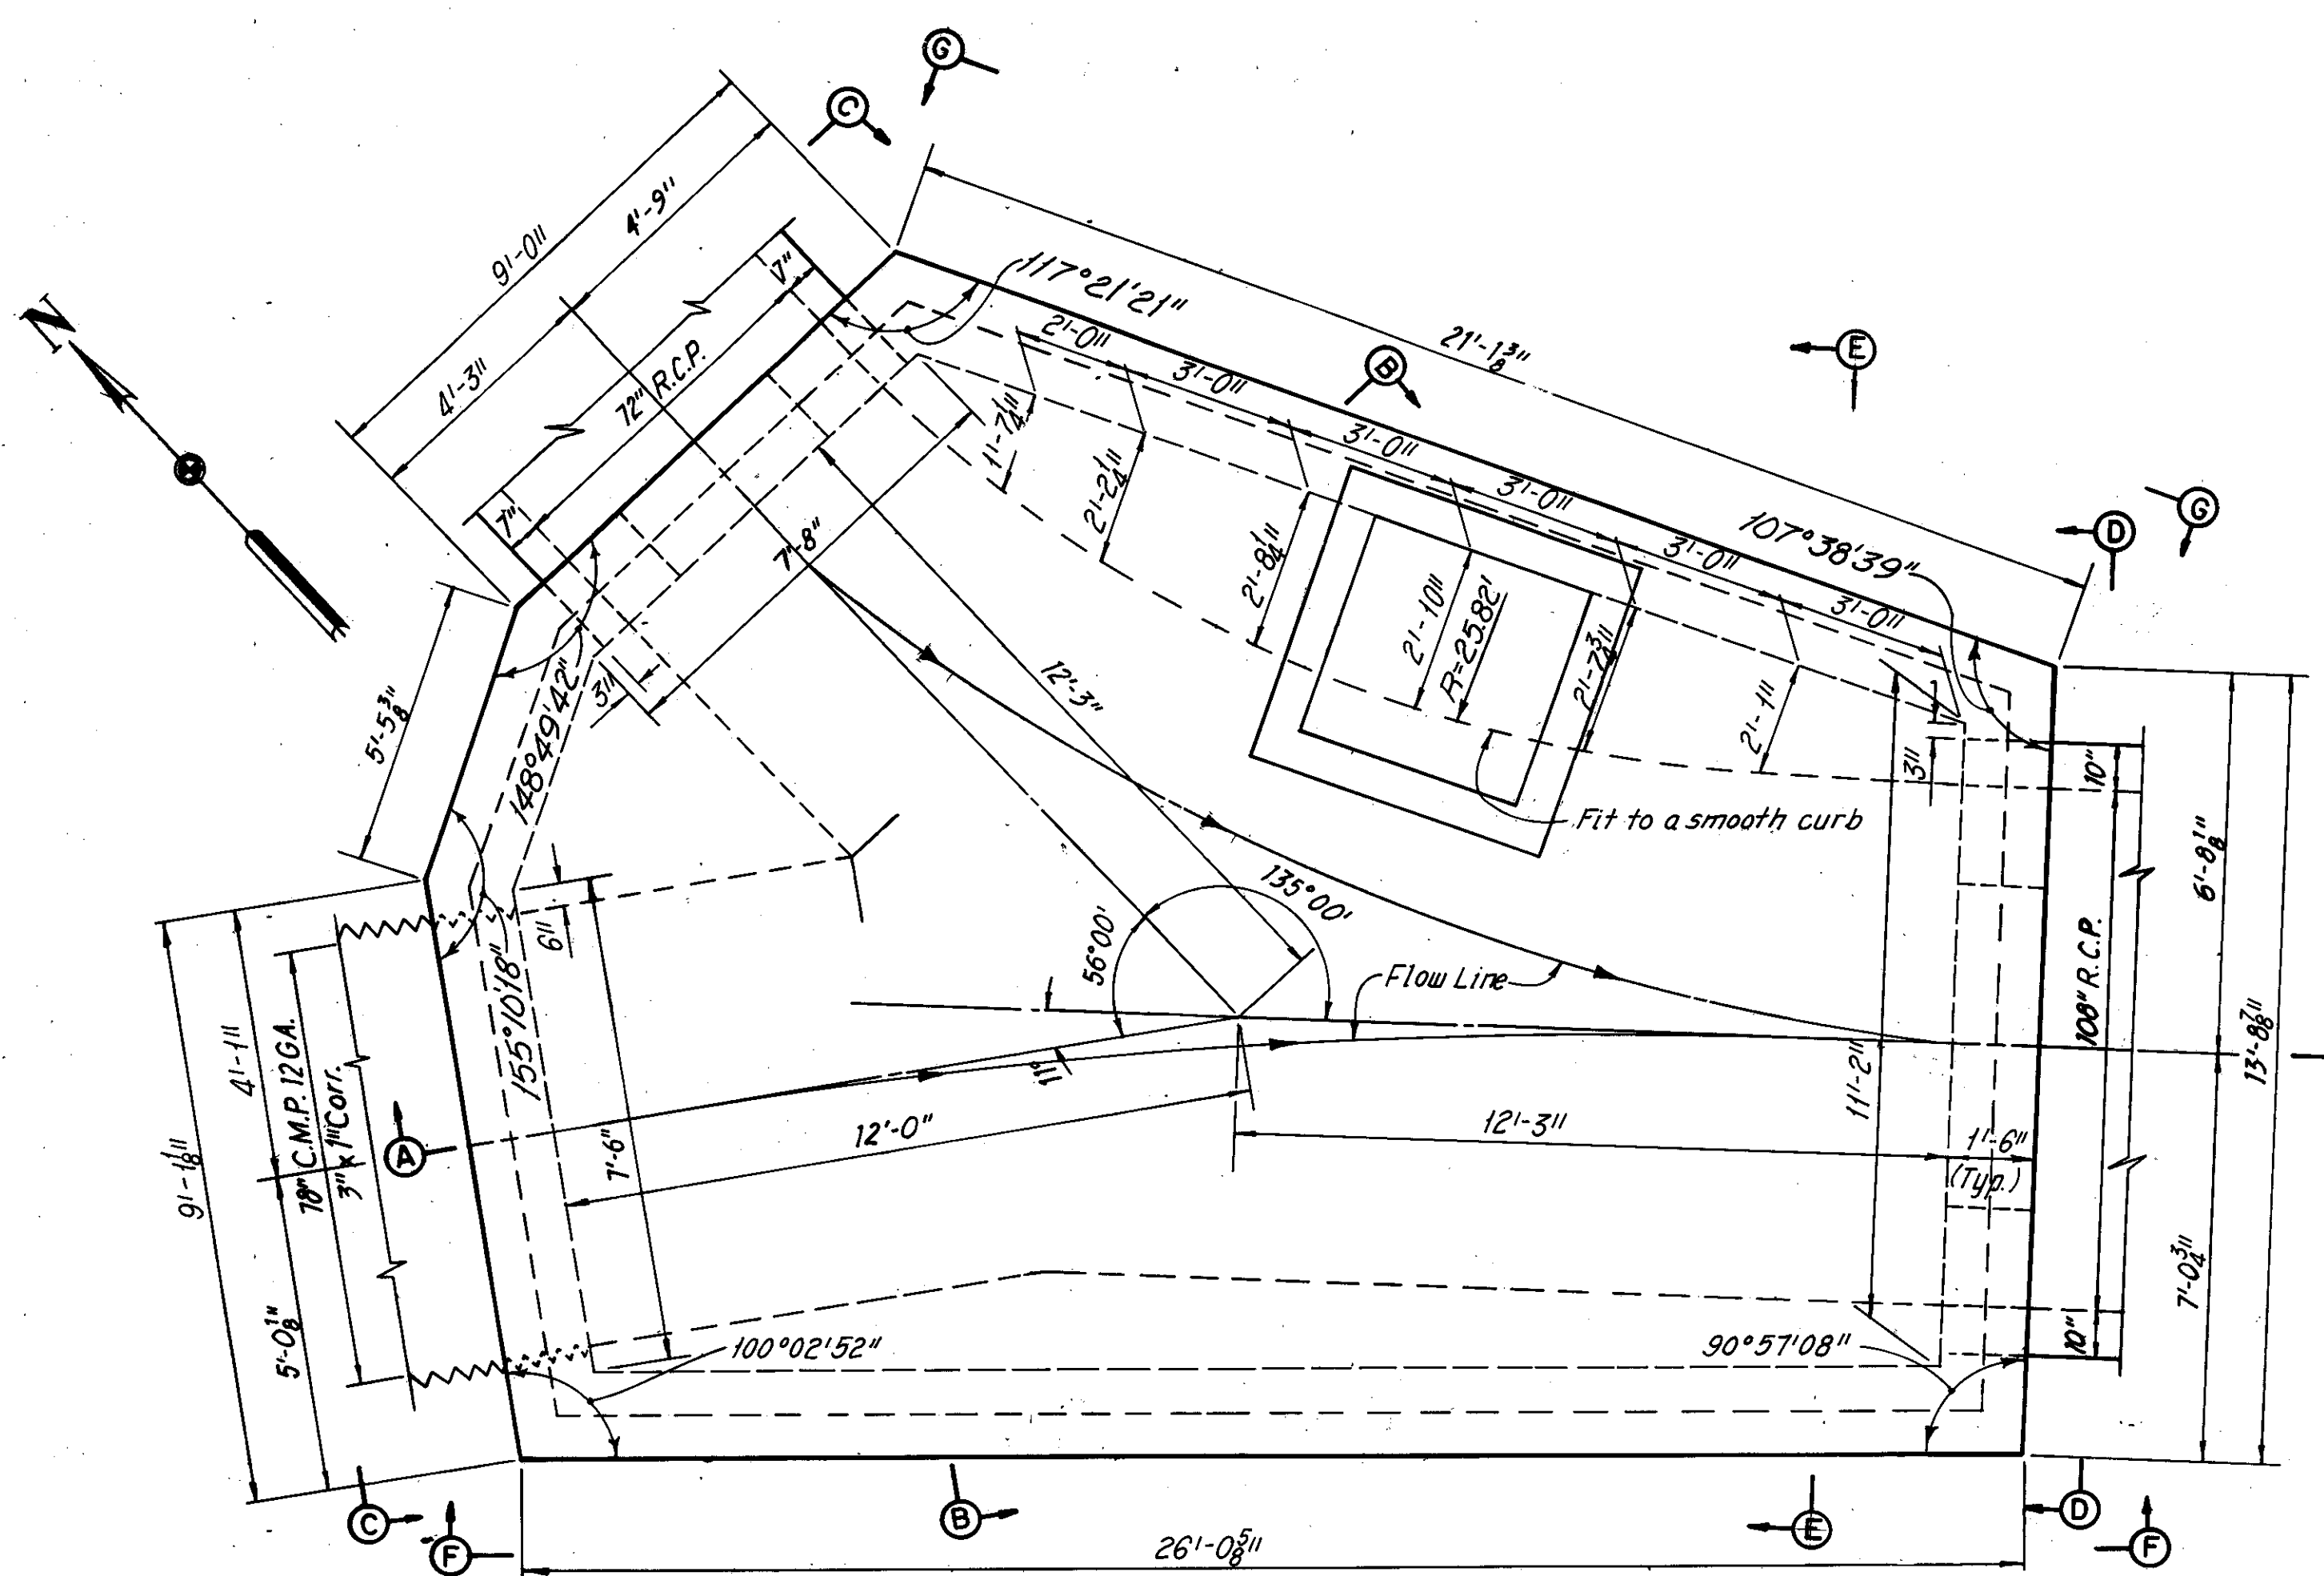 G
C
N
9'-0"
4'-9"
4'-3"
7"
72" R.C.P.
7"
117°21'21"
21'-1 3/8"
2'-0"
3'-0"
3'-0"
3'-0"
3'-0"
3'-0"
B
E
G
D
107°38'39"
1'-7 1/4"
2'-2 1/4"
2'-8 1/4"
2'-10"
R=25.82'
2'-7 3/4"
2'-1"
7'-8"
12'-3"
3"
5'-5 3/8"
148°49'42"
3"
10"
6'-8 1/8"
Fit to a smooth curb
6"
155°10'18"
56°00'
135°00'
Flow Line
11°
108" R.C.P.
13'-8 7/8"
11'-2"
9'-1 1/8"
4'-1"
78" C.M.P. 12 GA.
3" x 1" Corr.
A
12'-0"
12'-3"
1'-6"
(Typ.)
7'-6"
5'-0 1/8"
7'-0 3/4"
100°02'52"
90°57'08"
10"
C
F
B
E
D
F
26'-0 5/8"